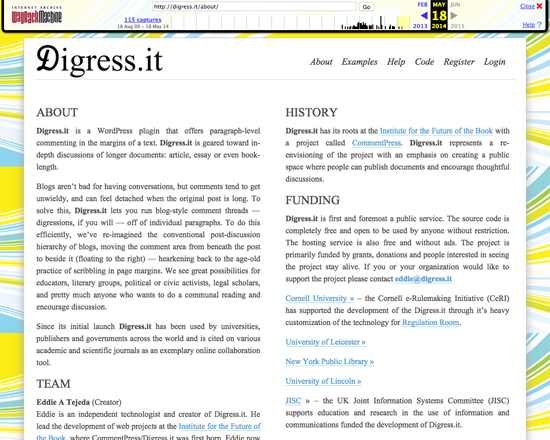 INTERNET ARCHIVE
WayBackMachine
http://digress.it/about/
Go
115 captures
18 Aug 09 - 18 May 14
FEB MAY JUN
18
2013 2014 2015
Close
Help
Digress.it
About Examples Help Code Register Login
ABOUT
Digress.it is a WordPress plugin that offers paragraph-level
commenting in the margins of a text. Digress.it is geared toward in-
depth discussions of longer documents: article, essay or even book-
length.
Blogs aren't bad for having conversations, but comments tend to get
unwieldy, and can feel detached when the original post is long. To
solve this, Digress.it lets you run blog-style comment threads —
digressions, if you will — off of individual paragraphs. To do this
efficiently, we've re-imagined the conventional post-discussion
hierarchy of blogs, moving the comment area from beneath the post
to beside it (floating to the right) — hearkening back to the age-old
practice of scribbling in page margins. We see great possibilities for
educators, literary groups, political or civic activists, legal scholars,
and pretty much anyone who wants to do a communal reading and
encourage discussion.
Since its initial launch Digress.it has been used by universities,
publishers and governments across the world and is cited on various
academic and scientific journals as an exemplary online collaboration
tool.
TEAM
Eddie A Tejeda (Creator)
Eddie is an independent technologist and creator of Digress.it. He
lead the development of web projects at the Institute for the Future of
the Book, where CommentPress/Digress.it was first born. Eddie now
HISTORY
Digress.it has its roots at the Institute for the Future of the Book with
a project called CommentPress. Digress.it represents a re-
envisioning of the project with an emphasis on creating a public
space where people can publish documents and encourage thoughtful
discussions.
FUNDING
Digress.it is first and foremost a public service. The source code is
completely free and open to be used by anyone without restriction.
The hosting service is also free and without ads. The project is
primarily funded by grants, donations and people interested in seeing
the project stay alive. If you or your organization would like to
support the project please contact eddie@digress.it
Cornell University » – the Cornell e-Rulemaking Initiative (CeRI)
has supported the development of the Digress.it through it's heavy
customization of the technology for Regulation Room.
University of Leicester »
New York Public Library »
University of Lincoln »
JISC » – the UK Joint Information Systems Committee (JISC)
supports education and research in the use of information and
communications funded the development of Digress.it.